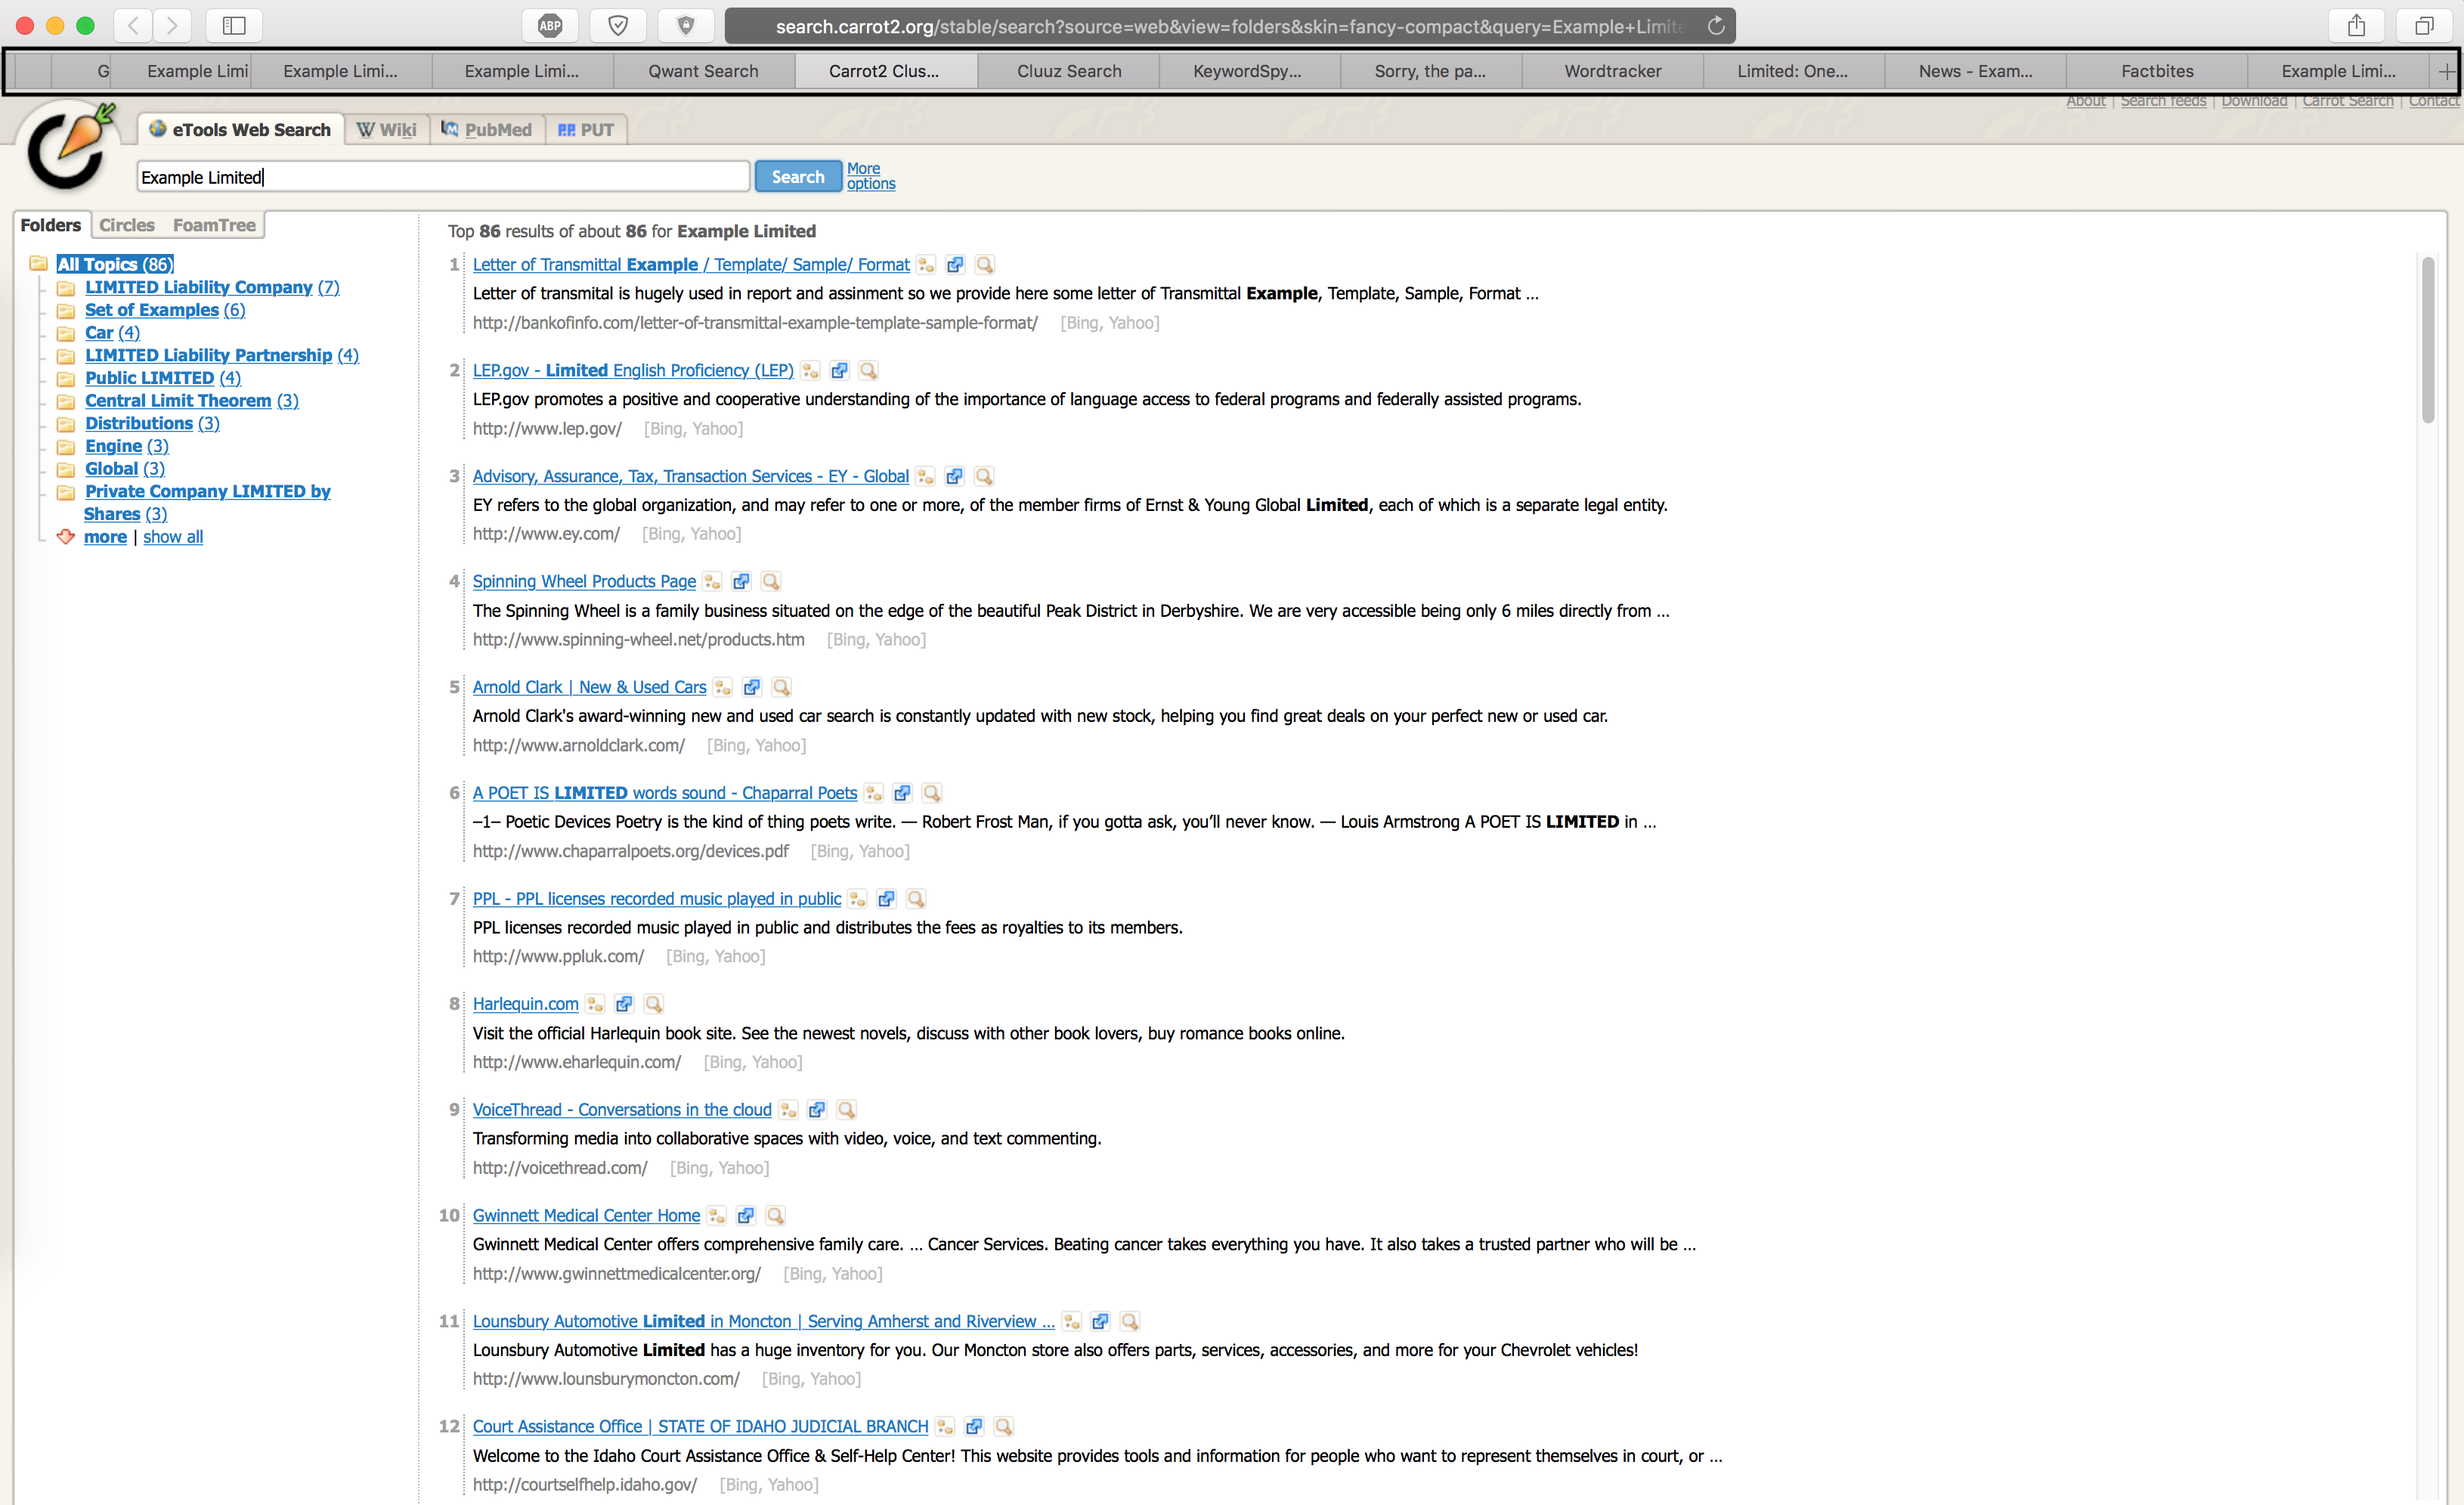 ABP
search.carrot2.org/stable/search?source=web&view=folders&skin=fancy-compact&query=Example+Limite
G Example Limi Example Limi... Example Limi... Qwant Search Carrot2 Clus... Cluuz Search KeywordSpy... Sorry, the pa... Wordtracker Limited: One... News - Exam... Factbites Example Limi...
About | Search feeds | Download | Carrot Search | Contact
eTools Web Search Wiki PubMed PUT
Example Limited Search More options
Folders Circles FoamTree
All Topics (86)
LIMITED Liability Company (7)
Set of Examples (6)
Car (4)
LIMITED Liability Partnership (4)
Public LIMITED (4)
Central Limit Theorem (3)
Distributions (3)
Engine (3)
Global (3)
Private Company LIMITED by
Shares (3)
more | show all
Top 86 results of about 86 for Example Limited
1 Letter of Transmittal Example / Template/ Sample/ Format
Letter of transmital is hugely used in report and assinment so we provide here some letter of Transmittal Example, Template, Sample, Format ...
http://bankofinfo.com/letter-of-transmittal-example-template-sample-format/ [Bing, Yahoo]
2 LEP.gov - Limited English Proficiency (LEP)
LEP.gov promotes a positive and cooperative understanding of the importance of language access to federal programs and federally assisted programs.
http://www.lep.gov/ [Bing, Yahoo]
3 Advisory, Assurance, Tax, Transaction Services - EY - Global
EY refers to the global organization, and may refer to one or more, of the member firms of Ernst & Young Global Limited, each of which is a separate legal entity.
http://www.ey.com/ [Bing, Yahoo]
4 Spinning Wheel Products Page
The Spinning Wheel is a family business situated on the edge of the beautiful Peak District in Derbyshire. We are very accessible being only 6 miles directly from ...
http://www.spinning-wheel.net/products.htm [Bing, Yahoo]
5 Arnold Clark | New & Used Cars
Arnold Clark's award-winning new and used car search is constantly updated with new stock, helping you find great deals on your perfect new or used car.
http://www.arnoldclark.com/ [Bing, Yahoo]
6 A POET IS LIMITED words sound - Chaparral Poets
–1– Poetic Devices Poetry is the kind of thing poets write. — Robert Frost Man, if you gotta ask, you'll never know. — Louis Armstrong A POET IS LIMITED in ...
http://www.chaparralpoets.org/devices.pdf [Bing, Yahoo]
7 PPL - PPL licenses recorded music played in public
PPL licenses recorded music played in public and distributes the fees as royalties to its members.
http://www.ppluk.com/ [Bing, Yahoo]
8 Harlequin.com
Visit the official Harlequin book site. See the newest novels, discuss with other book lovers, buy romance books online.
http://www.eharlequin.com/ [Bing, Yahoo]
9 VoiceThread - Conversations in the cloud
Transforming media into collaborative spaces with video, voice, and text commenting.
http://voicethread.com/ [Bing, Yahoo]
10 Gwinnett Medical Center Home
Gwinnett Medical Center offers comprehensive family care. ... Cancer Services. Beating cancer takes everything you have. It also takes a trusted partner who will be ...
http://www.gwinnettmedicalcenter.org/ [Bing, Yahoo]
11 Lounsbury Automotive Limited in Moncton | Serving Amherst and Riverview ...
Lounsbury Automotive Limited has a huge inventory for you. Our Moncton store also offers parts, services, accessories, and more for your Chevrolet vehicles!
http://www.lounsburymoncton.com/ [Bing, Yahoo]
12 Court Assistance Office | STATE OF IDAHO JUDICIAL BRANCH
Welcome to the Idaho Court Assistance Office & Self-Help Center! This website provides tools and information for people who want to represent themselves in court, or ...
http://courtselfhelp.idaho.gov/ [Bing, Yahoo]